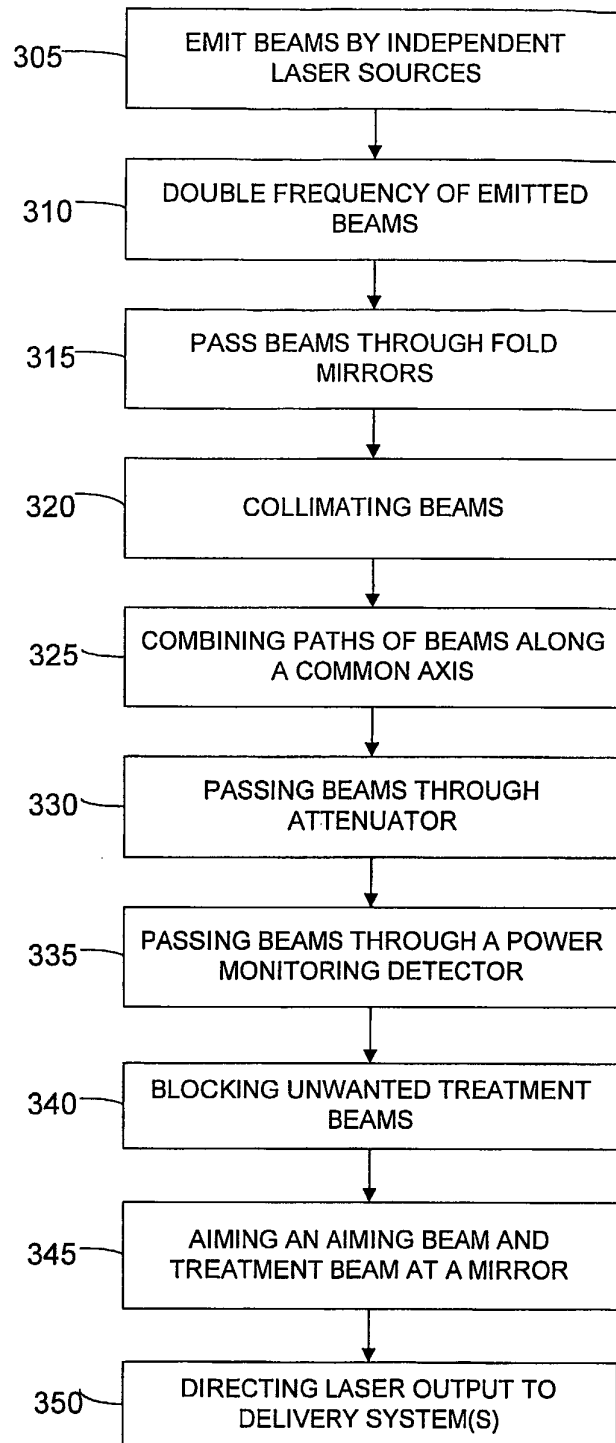 305
EMIT BEAMS BY INDEPENDENT
LASER SOURCES
310
DOUBLE FREQUENCY OF EMITTED
BEAMS
315
PASS BEAMS THROUGH FOLD
MIRRORS
320
COLLIMATING BEAMS
325
COMBINING PATHS OF BEAMS ALONG
A COMMON AXIS
330
PASSING BEAMS THROUGH
ATTENUATOR
335
PASSING BEAMS THROUGH A POWER
MONITORING DETECTOR
340
BLOCKING UNWANTED TREATMENT
BEAMS
345
AIMING AN AIMING BEAM AND
TREATMENT BEAM AT A MIRROR
350
DIRECTING LASER OUTPUT TO
DELIVERY SYSTEM(S)